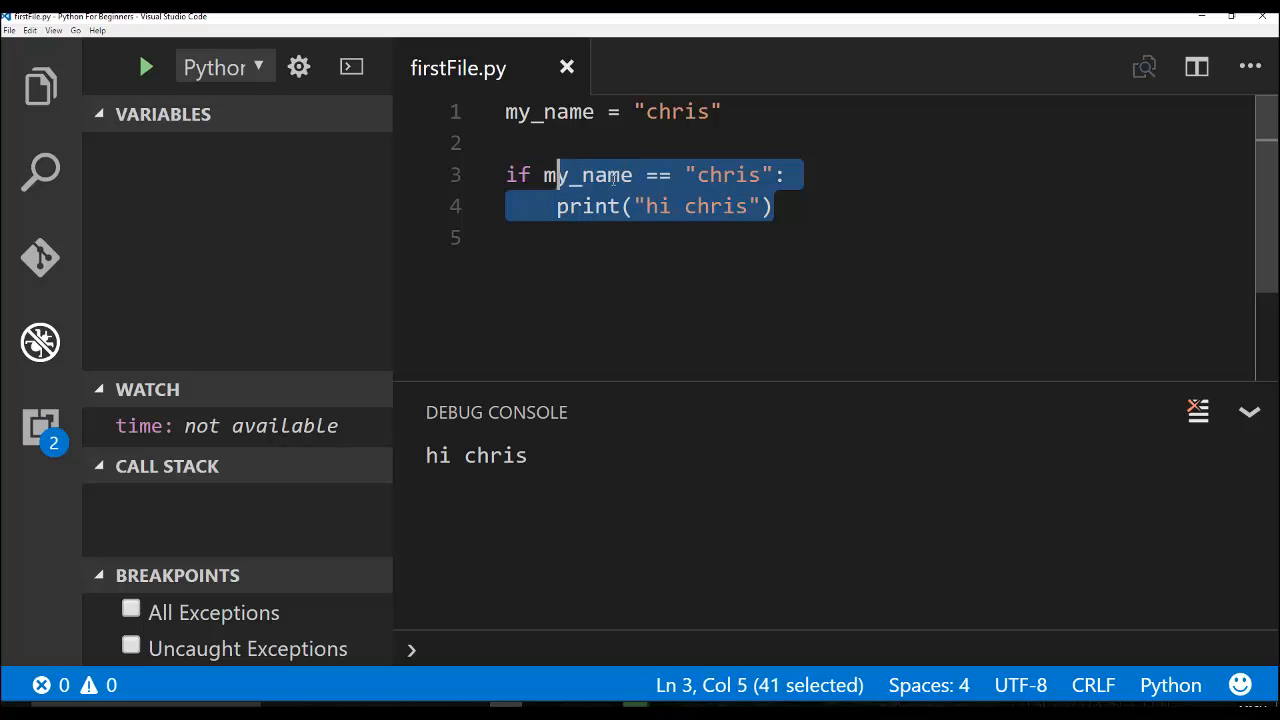 firstFile.py - Python For Beginners - Visual Studio Code
File Edit View Go Help
Python
firstFile.py
VARIABLES
1 my_name = "chris"
2
3 if my_name == "chris":
4     print("hi chris")
5
WATCH
time: not available
CALL STACK
BREAKPOINTS
All Exceptions
Uncaught Exceptions
2
DEBUG CONSOLE
hi chris
0 0 Ln 3, Col 5 (41 selected) Spaces: 4 UTF-8 CRLF Python